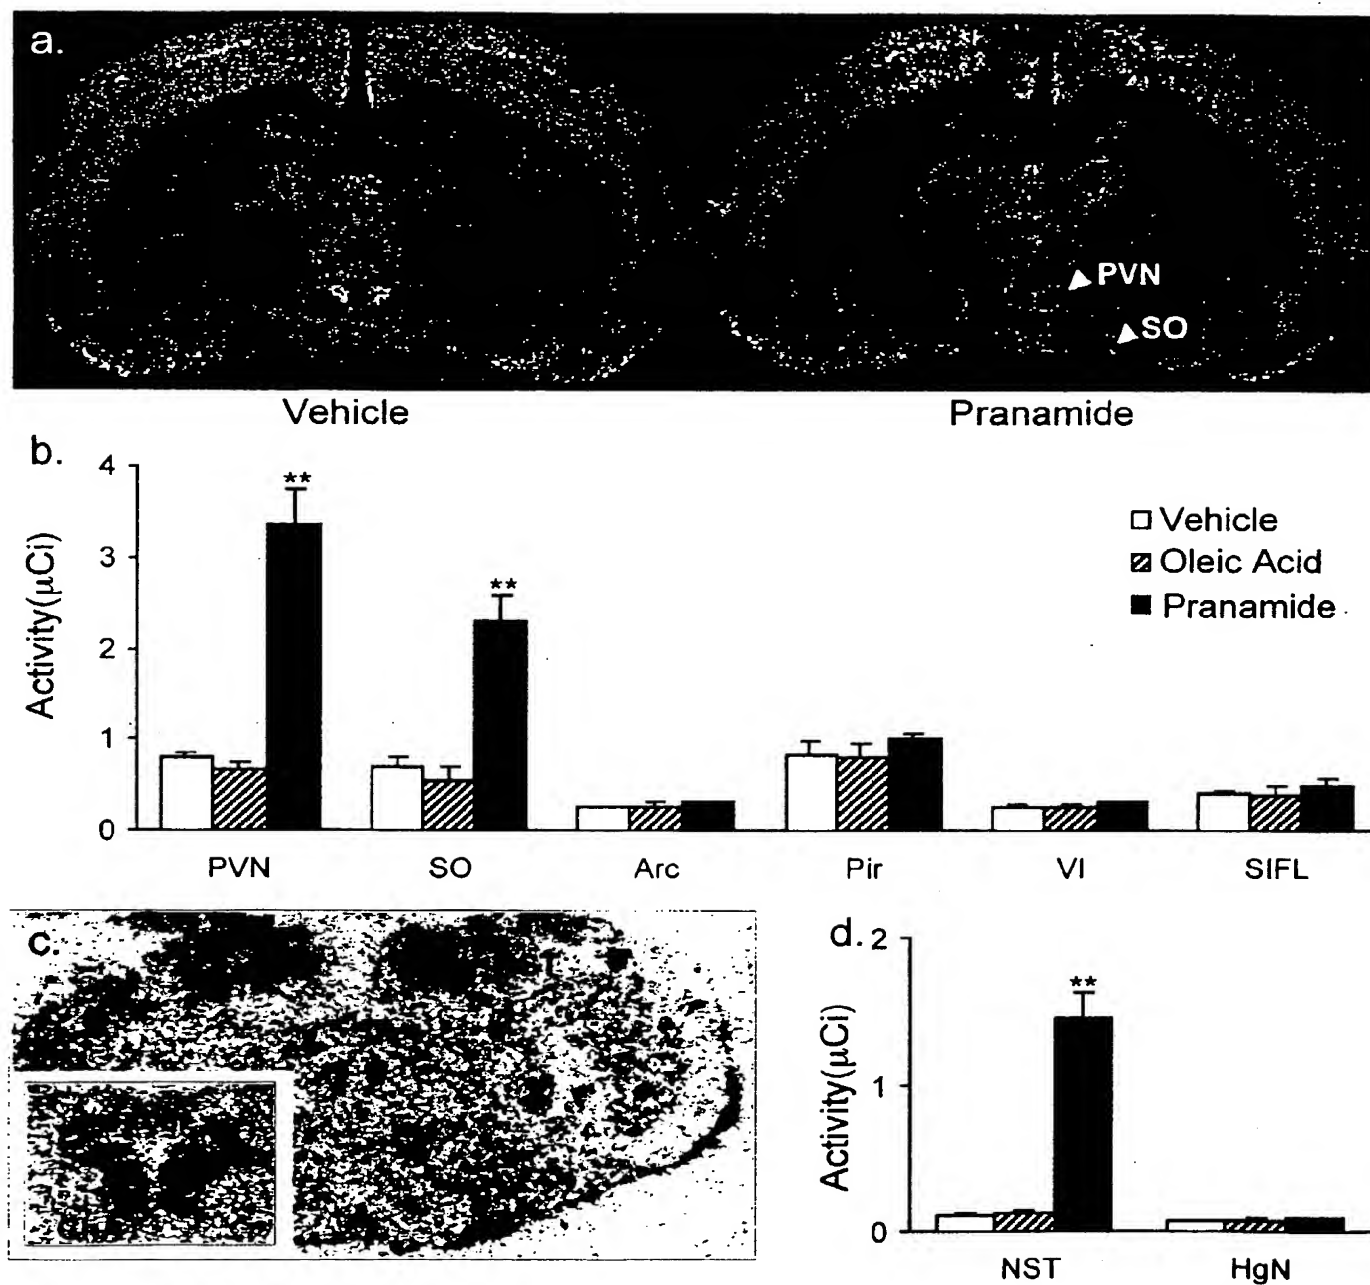 a.
PVN
SO
Vehicle
Pranamide
b.
Activity(μCi)
4
3
2
1
0
**
**
Vehicle
Oleic Acid
Pranamide
PVN
SO
Arc
Pir
VI
SIFL
c.
d.
Activity(μCi)
2
1
0
**
NST
HgN